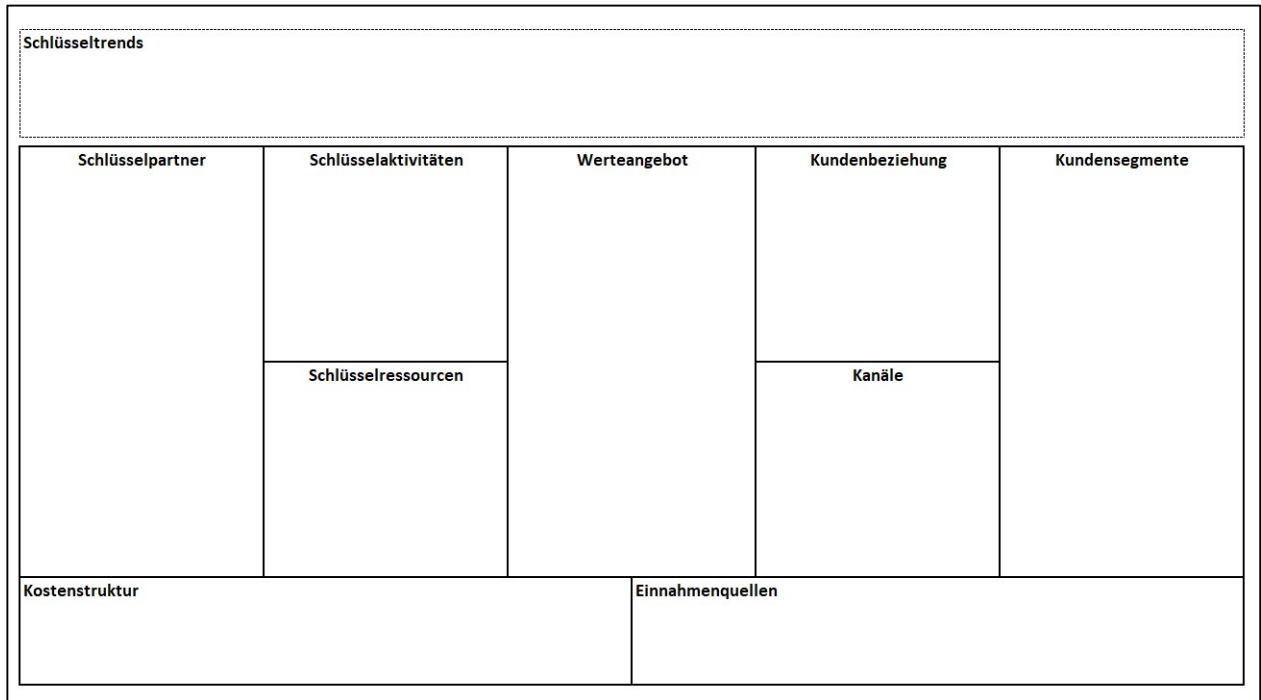 Schlüsseltrends
Schlüsselpartner
Schlüsselaktivitäten
Werteangebot
Kundenbeziehung
Kundensegmente
Schlüsselressourcen
Kanäle
Kostenstruktur
Einnahmenquellen